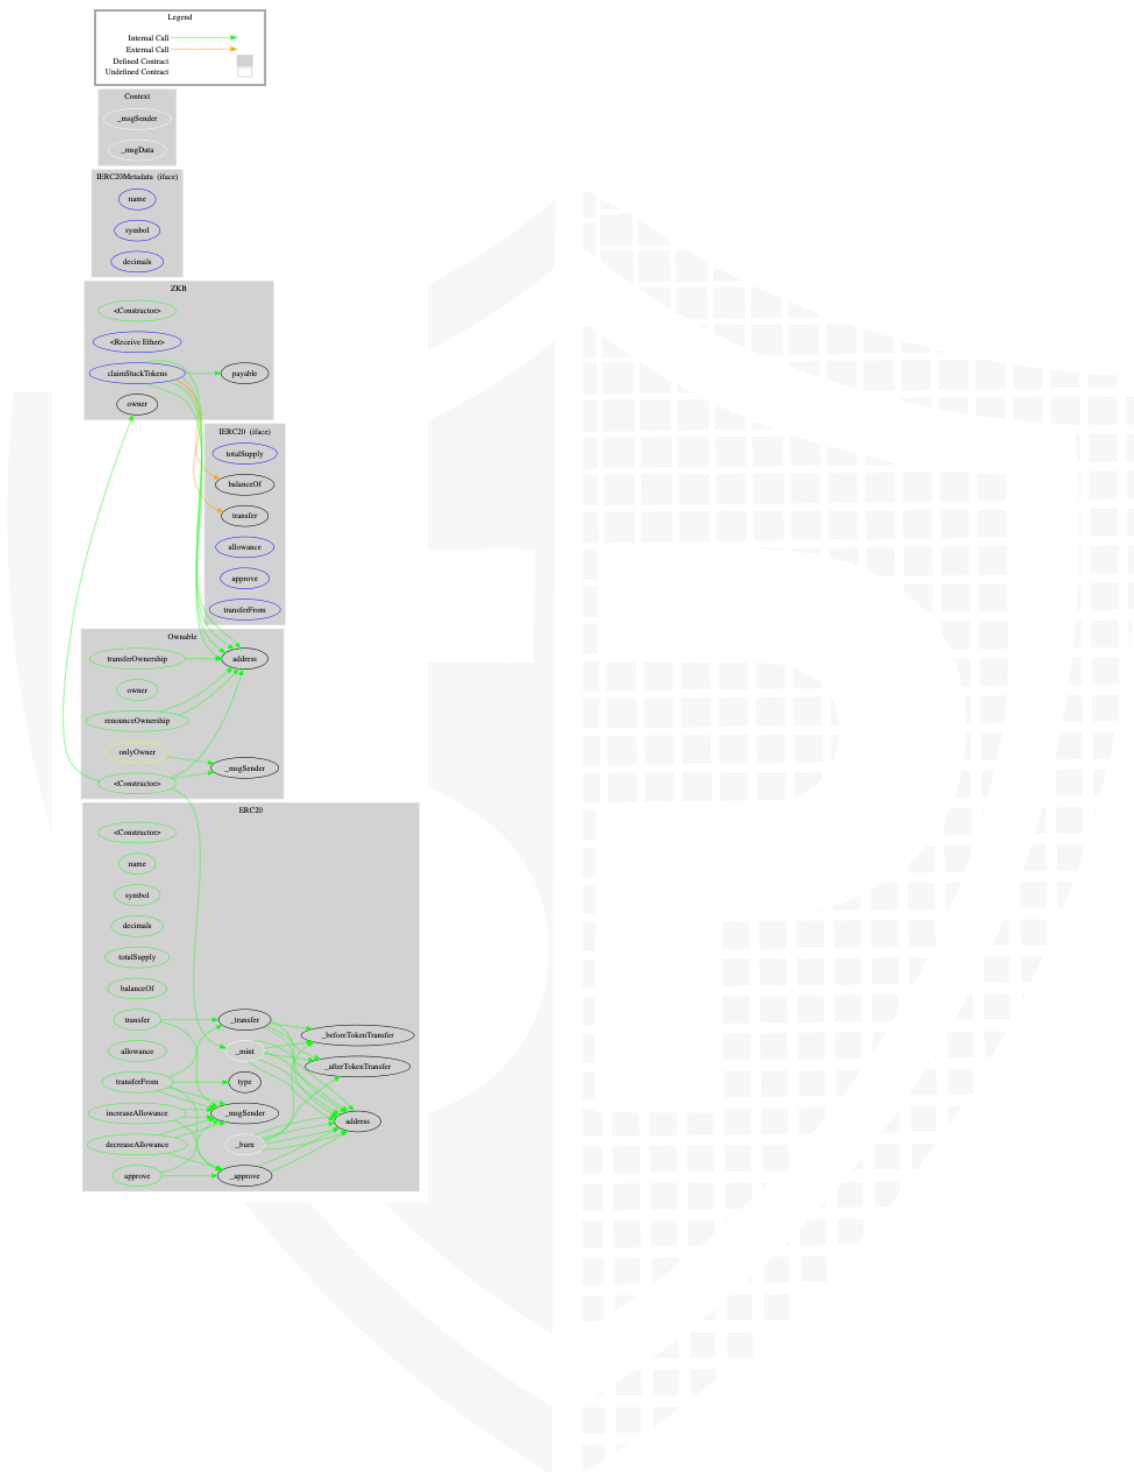 Legend
Internal Call
External Call
Defined Contract
Undefined Contract
Context
_msgSender
_msgData
IERC20Metadata (iface)
name
symbol
decimals
ZKB
<Constructor>
<Receive Ether>
claimStuckTokens
payable
owner
IERC20 (iface)
totalSupply
balanceOf
transfer
allowance
approve
transferFrom
Ownable
transferOwnership
address
owner
renounceOwnership
onlyOwner
_msgSender
<Constructor>
ERC20
<Constructor>
name
symbol
decimals
totalSupply
balanceOf
transfer
_transfer
_beforeTokenTransfer
allowance
_mint
_afterTokenTransfer
transferFrom
type
increaseAllowance
_msgSender
address
decreaseAllowance
_burn
approve
_approve